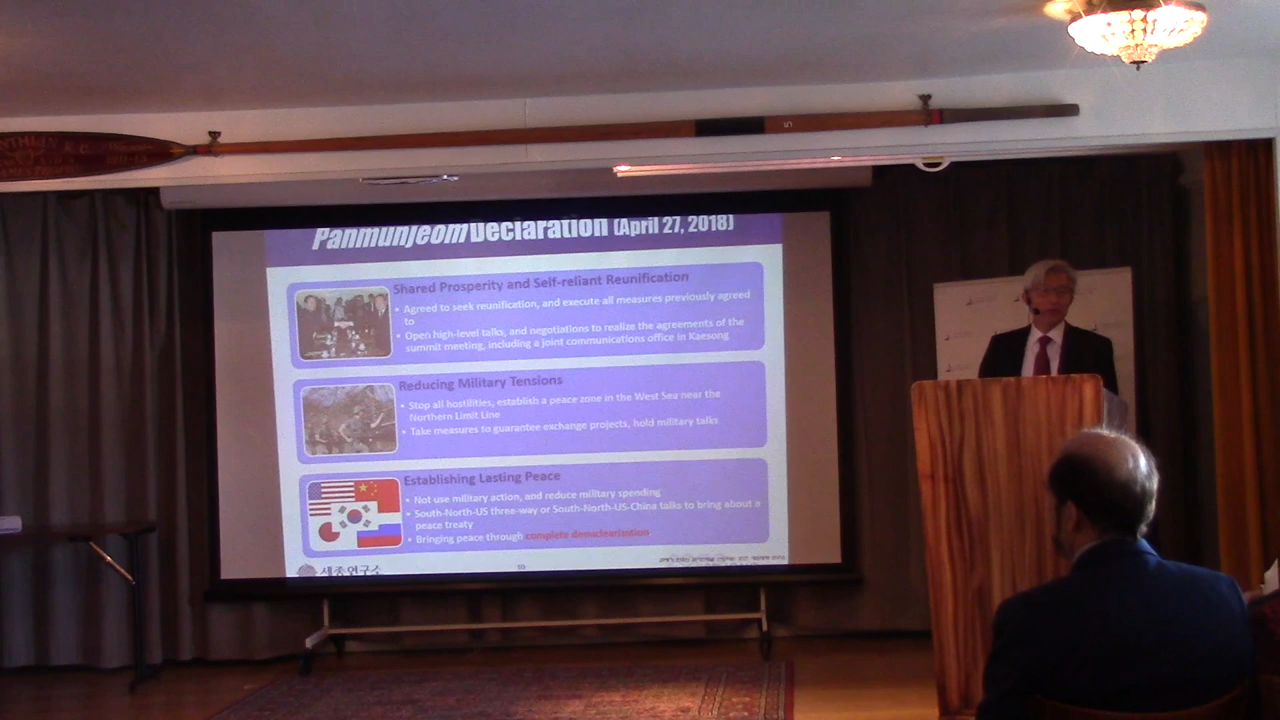 5
Panmunjeom Declaration (April 27, 2018)
Shared Prosperity and Self-reliant Reunification
• Agreed to seek reunification, and execute all measures previously agreed
to
• Open high-level talks, and negotiations to realize the agreements of the
summit meeting, including a joint communications office in Kaesong
Reducing Military Tensions
• Stop all hostilities, establish a peace zone in the West Sea near the
Northern Limit Line
• Take measures to guarantee exchange projects, hold military talks
Establishing Lasting Peace
• Not use military action, and reduce military spending
• South-North-US three-way or South-North-US-China talks to bring about a
peace treaty
• Bringing peace through complete denuclearization
세종연구소
10